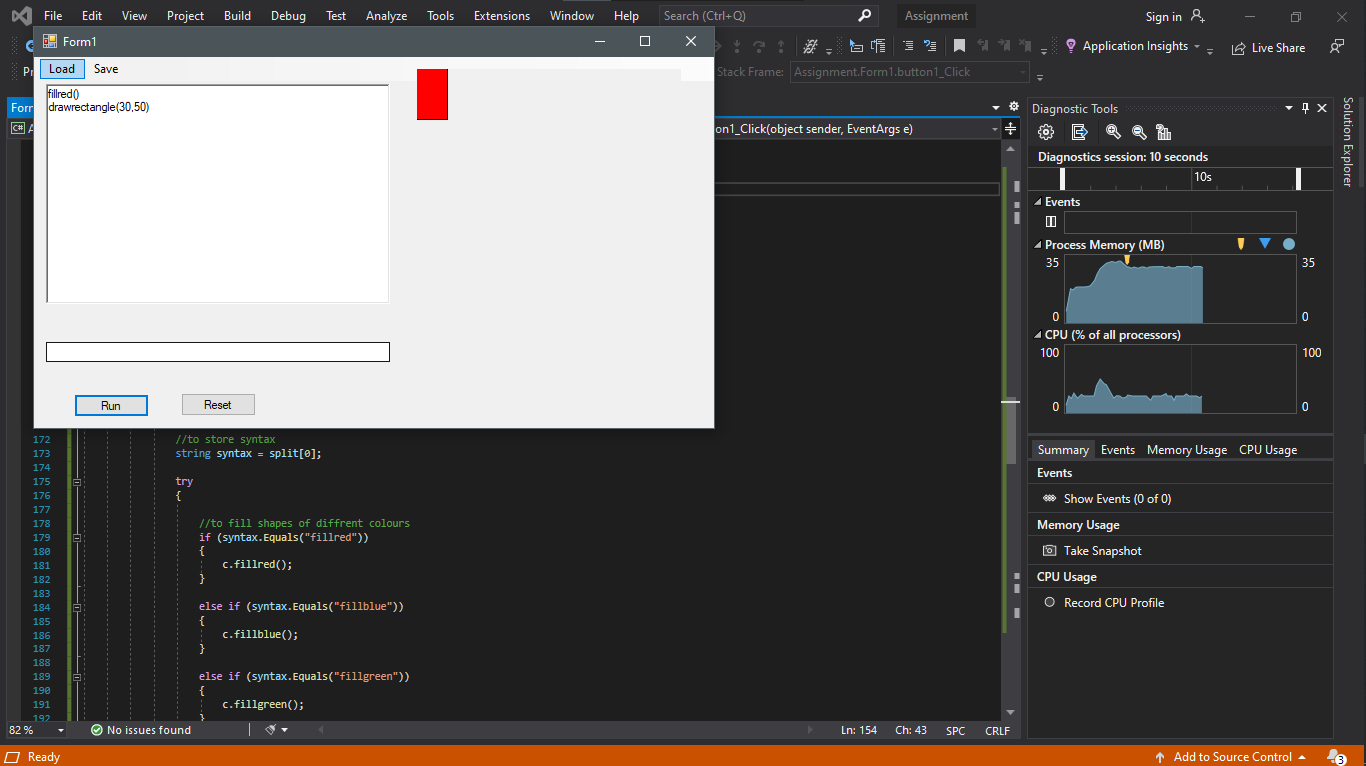 File Edit View Project Build Debug Test Analyze Tools Extensions Window Help Search (Ctrl+Q) Assignment Sign in
Form1
Application Insights Live Share
Load Save
Stack Frame: Assignment.Form1.button1_Click
fillred()
drawrectangle(30,50)
Run Reset
on1_Click(object sender, EventArgs e)
C#
172 //to store syntax
173 string syntax = split[0];
174
175 try
176 {
177
178 //to fill shapes of diffrent colours
179 if (syntax.Equals("fillred"))
180 {
181 c.fillred();
182 }
183
184 else if (syntax.Equals("fillblue"))
185 {
186 c.fillblue();
187 }
188
189 else if (syntax.Equals("fillgreen"))
190 {
191 c.fillgreen();
192 }
82 % No issues found Ln: 154 Ch: 43 SPC CRLF
Diagnostic Tools
Diagnostics session: 10 seconds
10s
Events
Process Memory (MB)
35 35
0 0
CPU (% of all processors)
100 100
0 0
Summary Events Memory Usage CPU Usage
Events
Show Events (0 of 0)
Memory Usage
Take Snapshot
CPU Usage
Record CPU Profile
Solution Explorer
Ready Add to Source Control 3